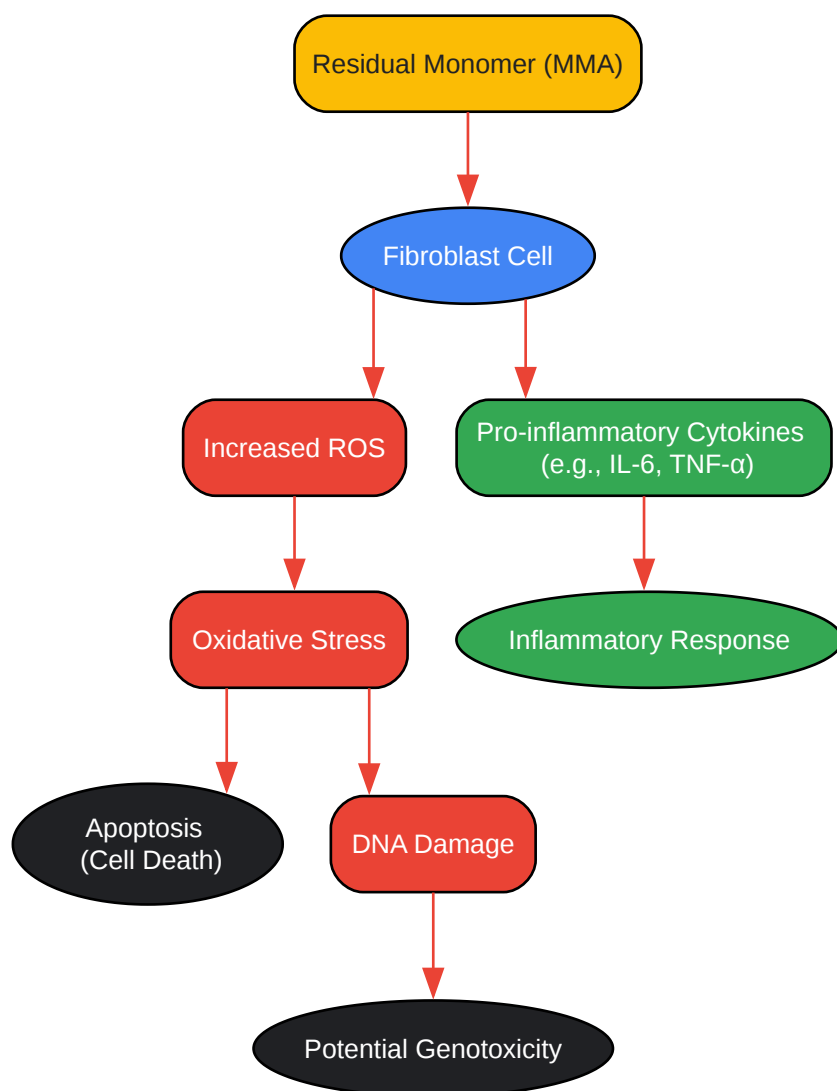 Residual Monomer (MMA)
Fibroblast Cell
Increased ROS
Pro-inflammatory Cytokines
(e.g., IL-6, TNF-α)
Oxidative Stress
Inflammatory Response
Apoptosis
(Cell Death)
DNA Damage
Potential Genotoxicity